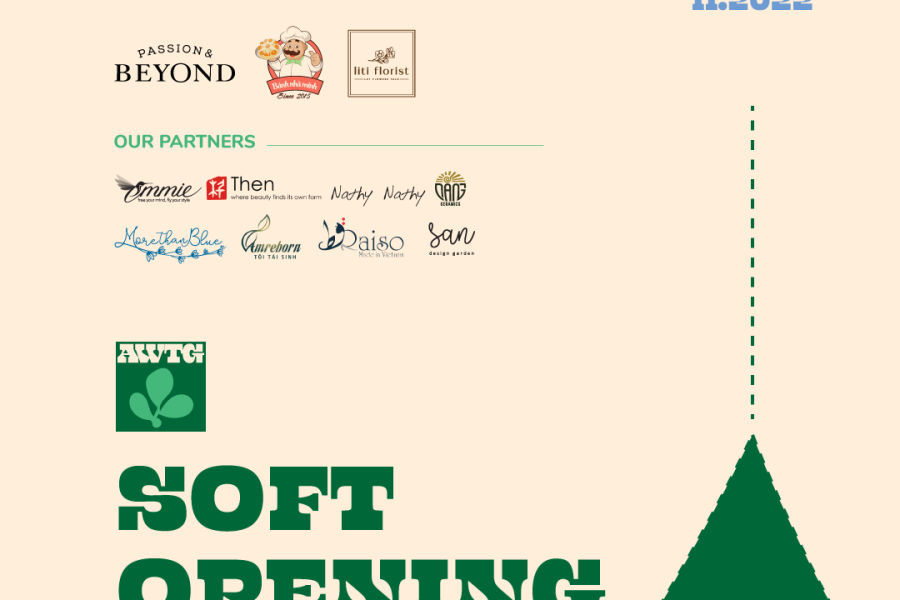 11.2022
PASSION &
BEYOND
Bánh nhà mình
Since 2015
liti florist
OUR PARTNERS
Ommie
free your mind, fly your style
Then
where beauty finds its own form
Nathy
Nathy
DANG
CERAMICS
MorethanBlue
Amreborn
TÔI TÁI SINH
Raiso
Made in Vietnam
san
design garden
AWTG
SOFT
OPENING